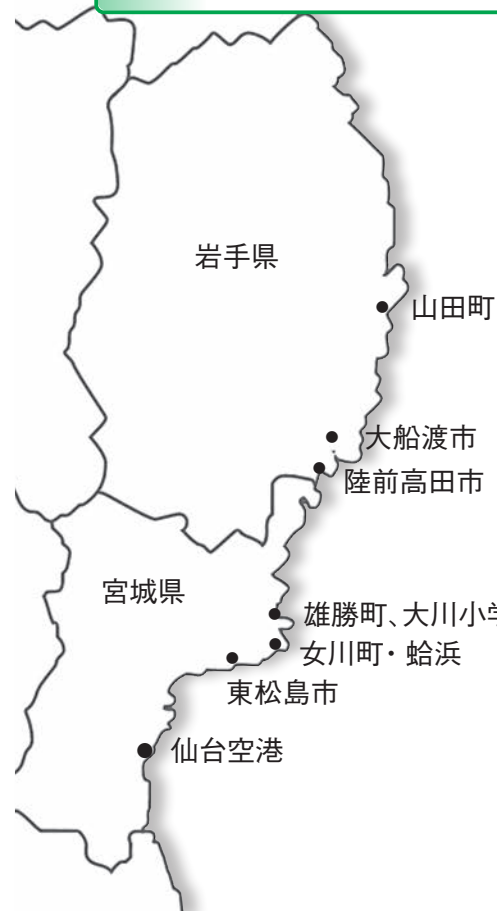 岩手県
山田町
大船渡市
陸前高田市
宮城県
雄勝町、大川小学
女川町・蛤浜
東松島市
仙台空港